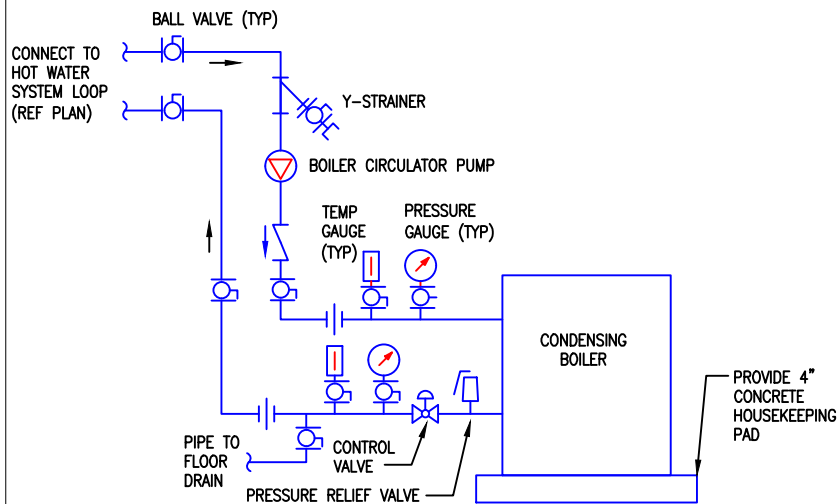 BALL VALVE (TYP)
CONNECT TO
HOT WATER
SYSTEM LOOP
(REF PLAN)
Y-STRAINER
BOILER CIRCULATOR PUMP
TEMP
GAUGE
(TYP)
PRESSURE
GAUGE (TYP)
CONDENSING
BOILER
PROVIDE 4"
CONCRETE
HOUSEKEEPING
PAD
PIPE TO
FLOOR
DRAIN
CONTROL
VALVE
PRESSURE RELIEF VALVE